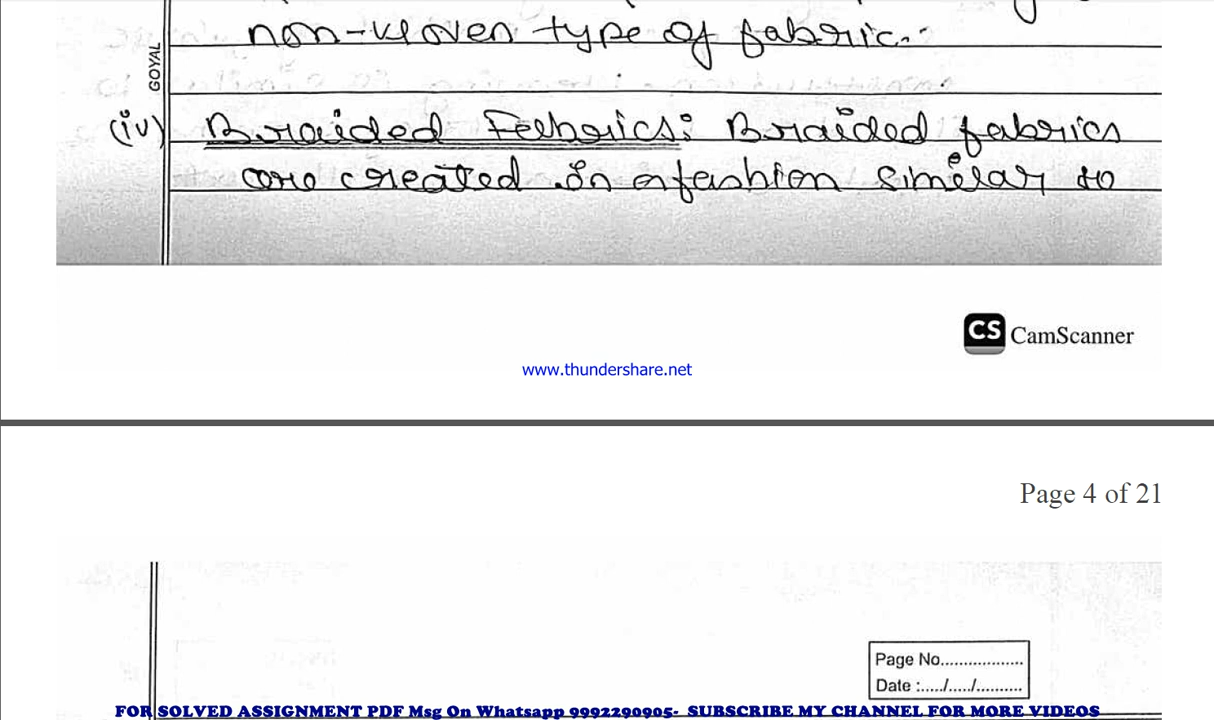 non-woven type of fabric.
GOYAL
(iv) Braided Febbrics: Braided fabrics
are created in a fashion similar to
CS CamScanner
www.thundershare.net
Page 4 of 21
Page No..................
Date :...../...../..........
FOR SOLVED ASSIGNMENT PDF Msg On Whatsapp 9992290905- SUBSCRIBE MY CHANNEL FOR MORE VIDEOS